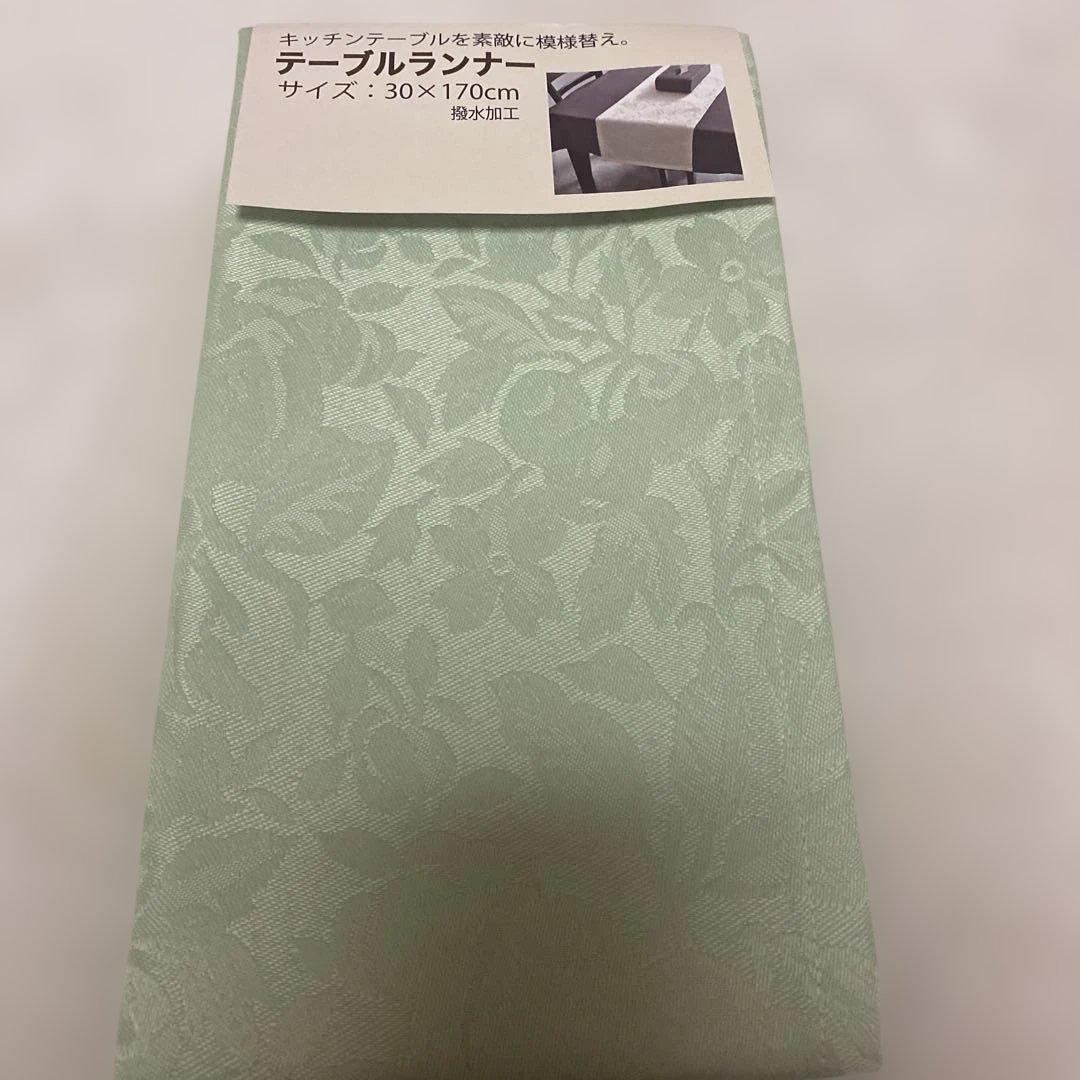 キッチンテーブルを素敵に模様替え。
テーブルランナー
サイズ：30×170cm
撥水加工